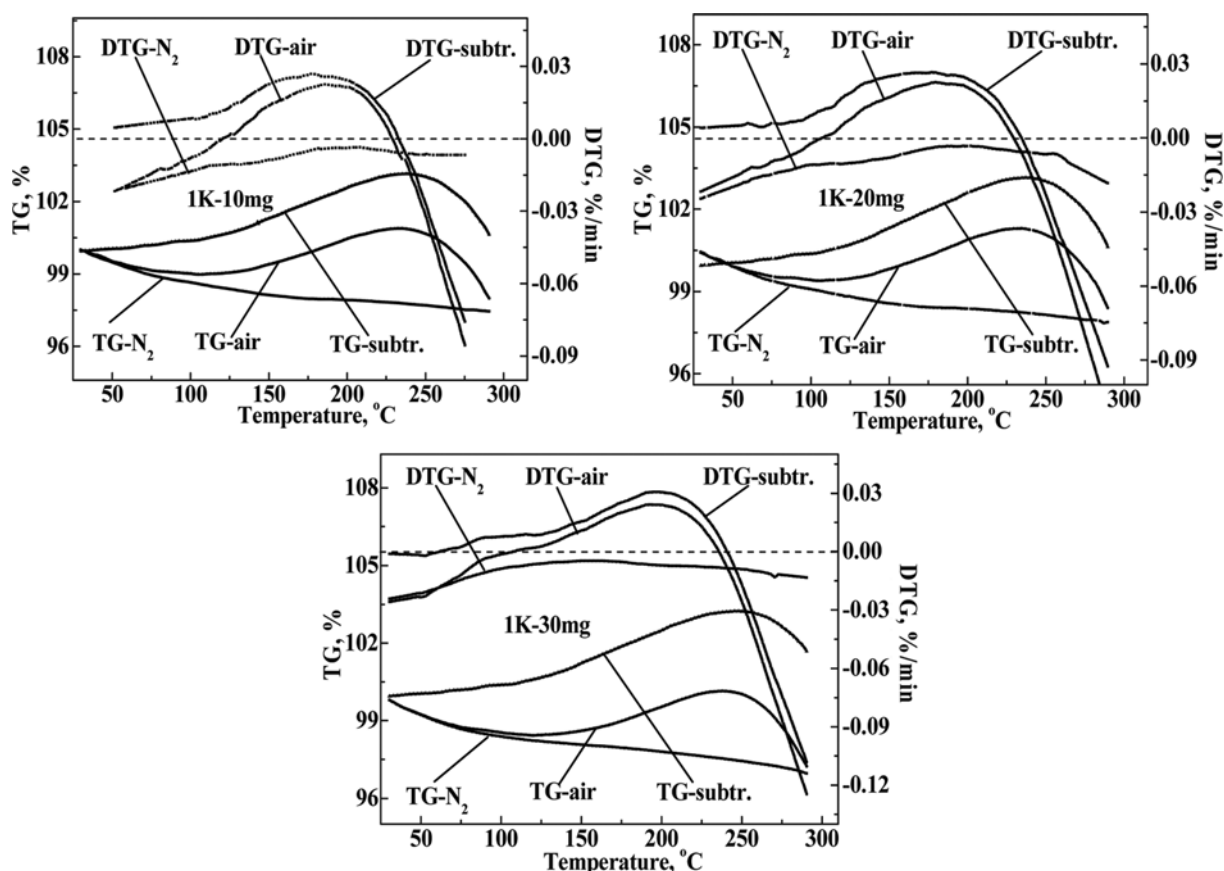 DTG-N2
DTG-air
DTG-subtr.
108
105
102
99
96
0.03
0.00
-0.03
-0.06
-0.09
TG, %
DTG, %/min
1K-10mg
TG-N2
TG-air
TG-subtr.
50 100 150 200 250 300
Temperature, °C
DTG-N2
DTG-air
DTG-subtr.
108
105
102
99
96
0.03
0.00
-0.03
-0.06
-0.09
TG, %
DTG, %/min
1K-20mg
TG-N2
TG-air
TG-subtr.
50 100 150 200 250 300
Temperature, °C
DTG-N2
DTG-air
DTG-subtr.
108
105
102
99
96
0.03
0.00
-0.03
-0.06
-0.09
-0.12
TG, %
DTG, %/min
1K-30mg
TG-N2
TG-air
TG-subtr.
50 100 150 200 250 300
Temperature, °C